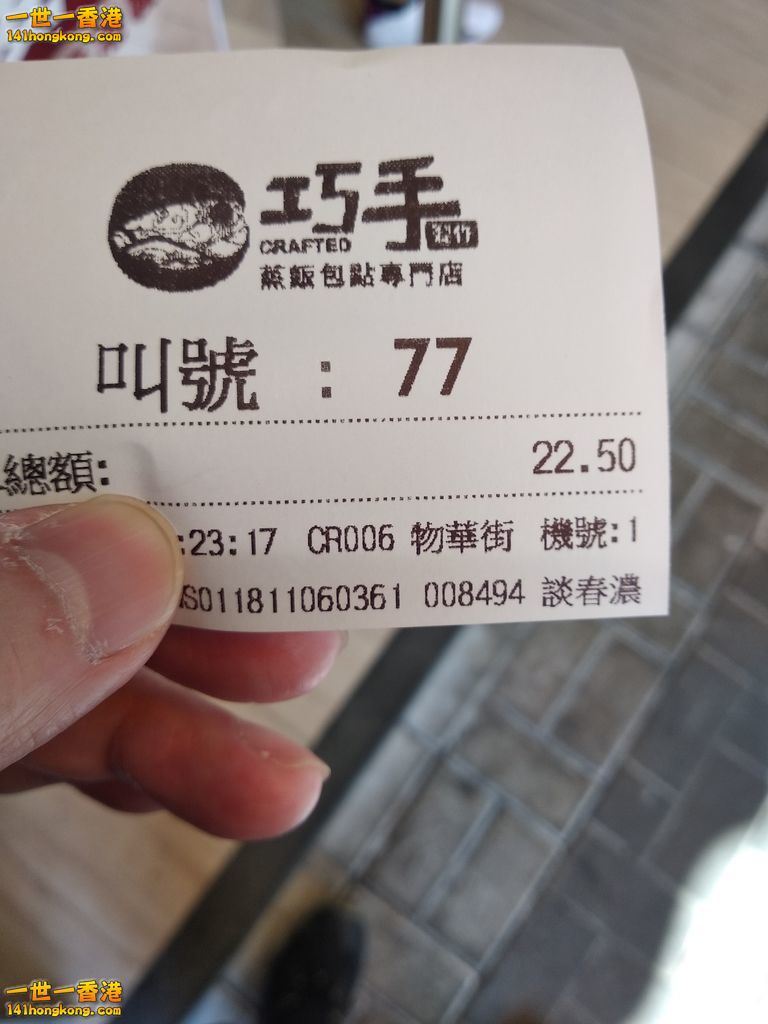 一世一香港
141hongkong.com
巧手
CRAFTED
蒸飯包點專門店
叫號 : 77
總額: 22.50
:23:17 CR006 物華街 機號:1
S011811060361 008494 談春濃
一世一香港
141hongkong.com